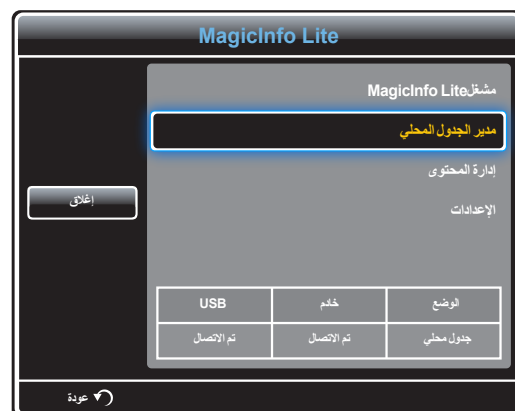 MagicInfo Lite
مشغلMagicInfo Lite
مدير الجدول المحلي
إدارة المحتوى
الإعدادات
إغلاق
الوضع خادم USB
جدول محلي تم الاتصال تم الاتصال
عودة